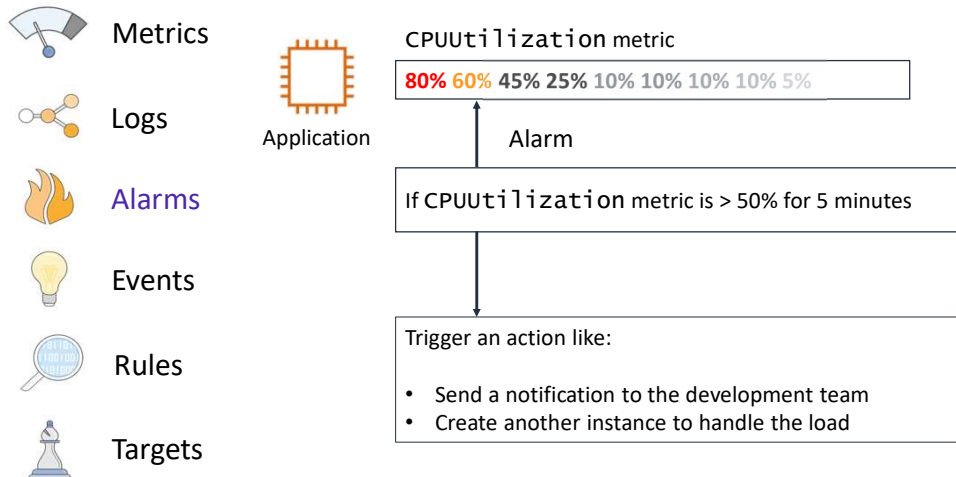 Metrics
Logs
Alarms
Events
Rules
Targets
Application
CPUUtilization metric
80% 60% 45% 25% 10% 10% 10% 10% 5%
Alarm
If CPUUtilization metric is > 50% for 5 minutes
Trigger an action like:
• Send a notification to the development team
• Create another instance to handle the load